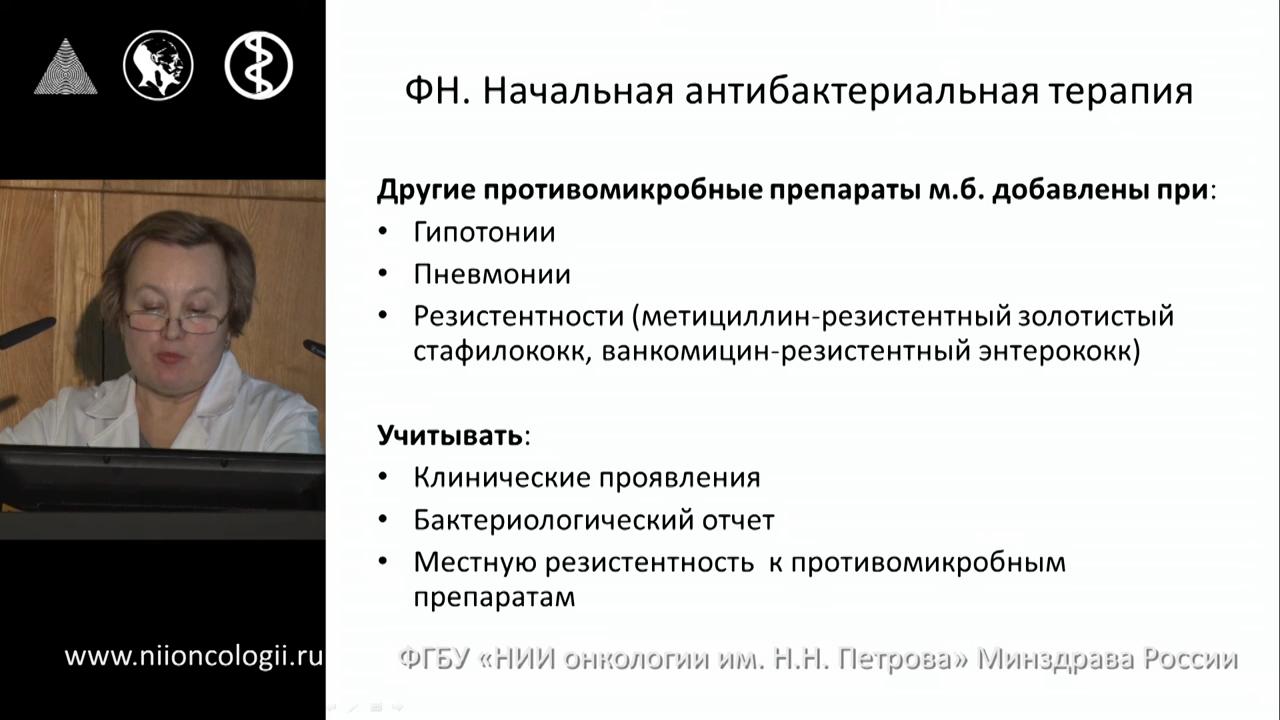 ФН. Начальная антибактериальная терапия
Другие противомикробные препараты м.б. добавлены при:
• Гипотонии
• Пневмонии
• Резистентности (метициллин-резистентный золотистый
стафилококк, ванкомицин-резистентный энтерококк)
Учитывать:
• Клинические проявления
• Бактериологический отчет
• Местную резистентность к противомикробным
препаратам
www.niioncologii.ru
ФГБУ «НИИ онкологии им. Н.Н. Петрова» Минздрава России